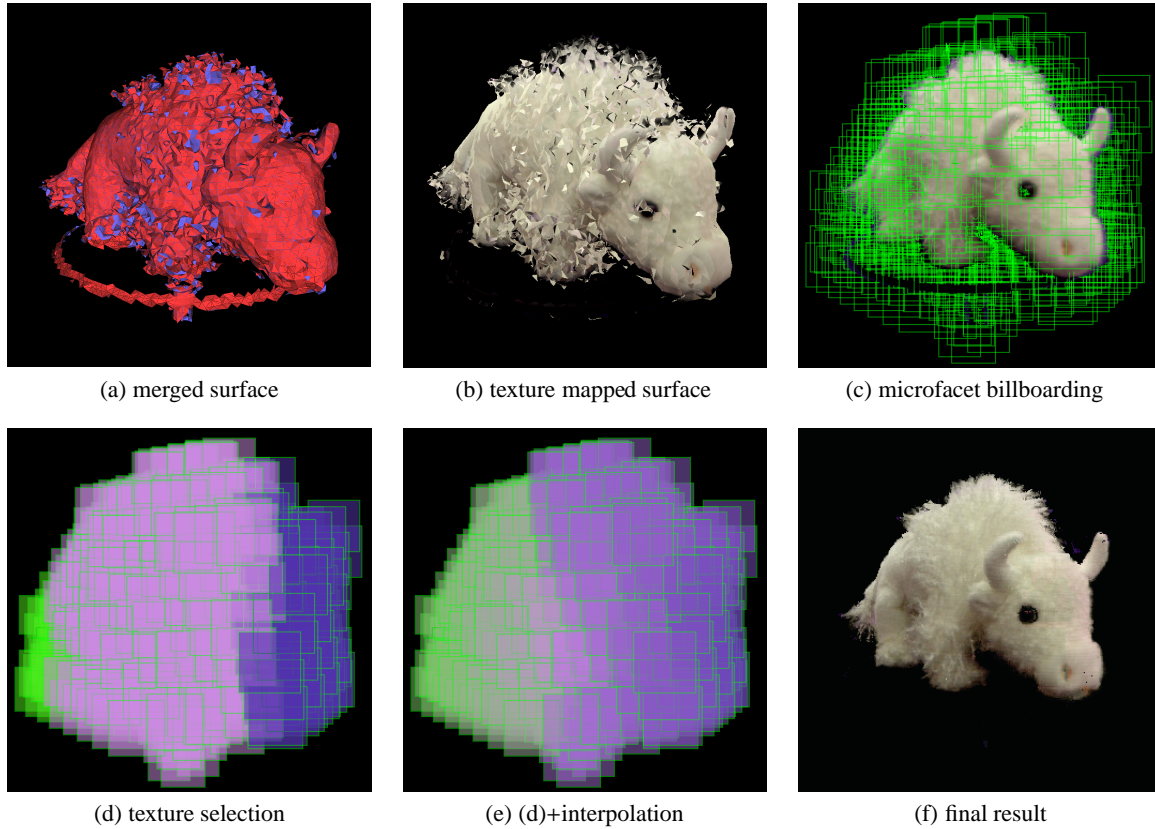 (a) merged surface
(b) texture mapped surface
(c) microfacet billboarding
(d) texture selection
(e) (d)+interpolation
(f) final result